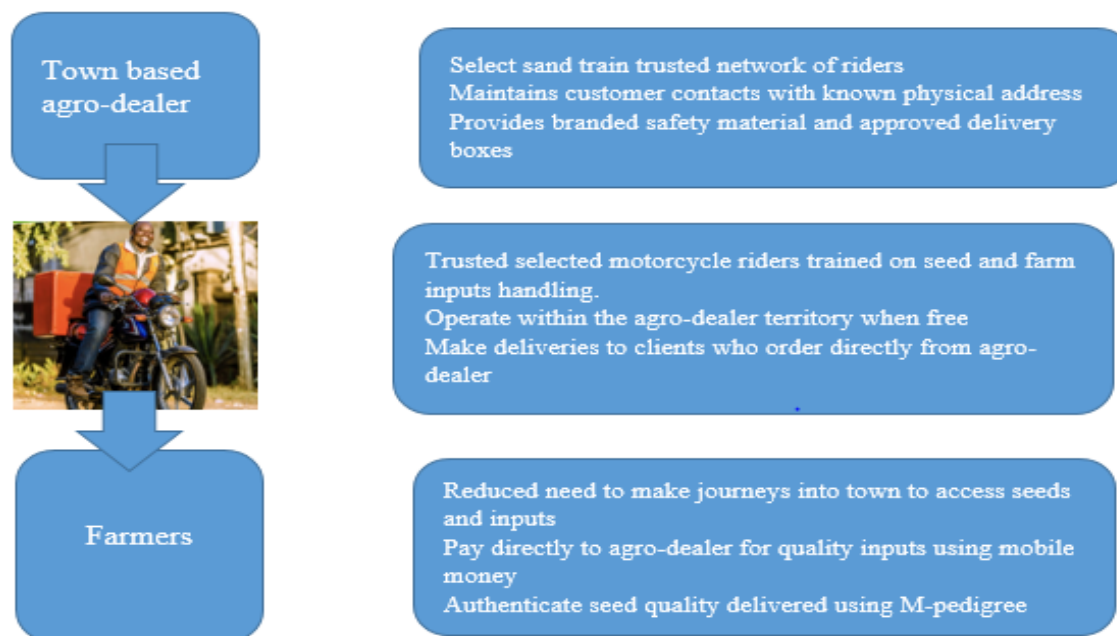 Town based
agro-dealer
Select sand train trusted network of riders
Maintains customer contacts with known physical address
Provides branded safety material and approved delivery
boxes
Trusted selected motorcycle riders trained on seed and farm
inputs handling.
Operate within the agro-dealer territory when free
Make deliveries to clients who order directly from agro-
dealer
Farmers
Reduced need to make journeys into town to access seeds
and inputs
Pay directly to agro-dealer for quality inputs using mobile
money
Authenticate seed quality delivered using M-pedigree